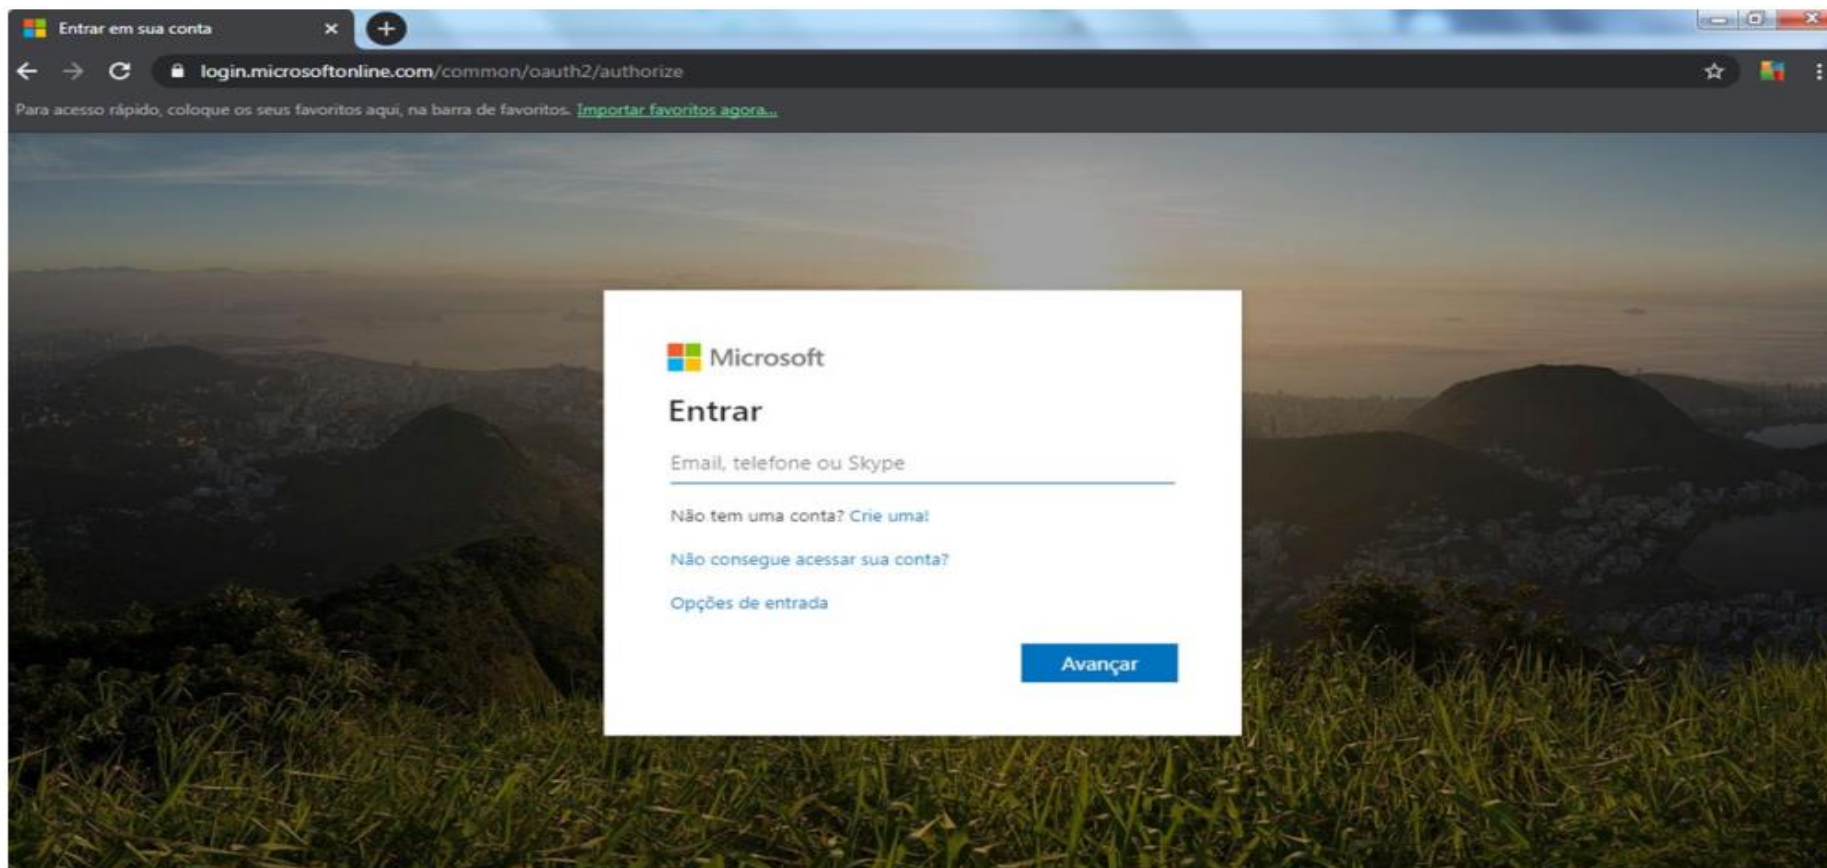 Entrar em sua conta
login.microsoftonline.com/common/oauth2/authorize
Para acesso rápido, coloque os seus favoritos aqui, na barra de favoritos. Importar favoritos agora...
Microsoft
Entrar
Email, telefone ou Skype
Não tem uma conta? Crie uma!
Não consegue acessar sua conta?
Opções de entrada
Avançar